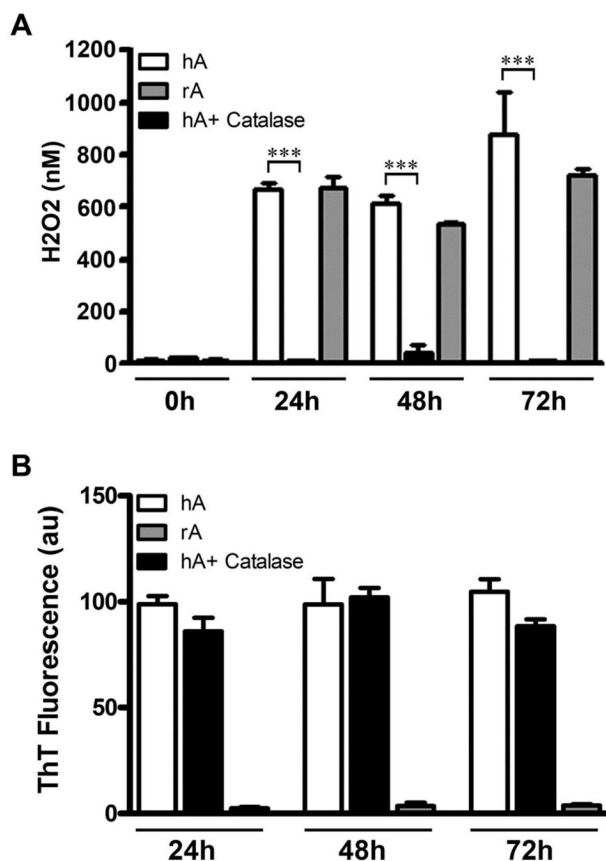 A
1200
1000
800
600
400
200
0
H2O2 (nM)
hA
rA
hA+ Catalase
***
***
***
0h
24h
48h
72h
B
150
100
50
0
ThT Fluorescence (au)
hA
rA
hA+ Catalase
24h
48h
72h